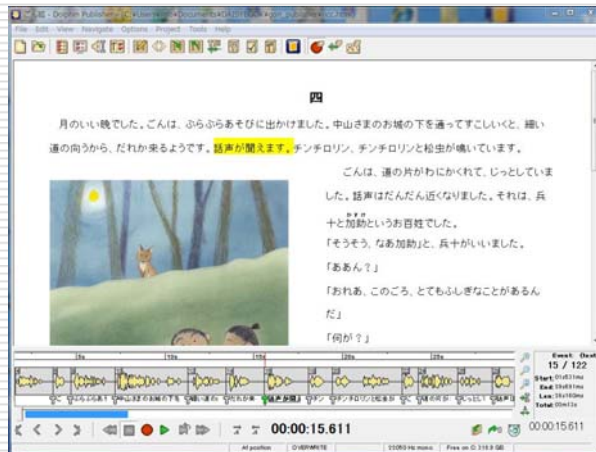 File Edit View Navigate Options Project Tools Help
四
月のいい晩でした。ごんは、ぶらぶらあそびに出かけました。中山さまのお城の下を通ってすこしいくと、細い
道の向うから、だれか来るようです。話声が聞えます。チンチロリン、チンチロリンと松虫が鳴いています。
ごんは、道の片がわにかくれて、じっとしていま
した。話声はだんだん近くなりました。それは、兵
十と加助というお百姓でした。
「そうそう、なあ加助」と、兵十がいいました。
「ああん?」
「おれあ、このごろ、とてもふしぎなことがあるん
だ」
「何が?」
5s 10s 15s 20s 25s
15 / 122
00:00:15.611
00:00:15.611
OVERWRITE